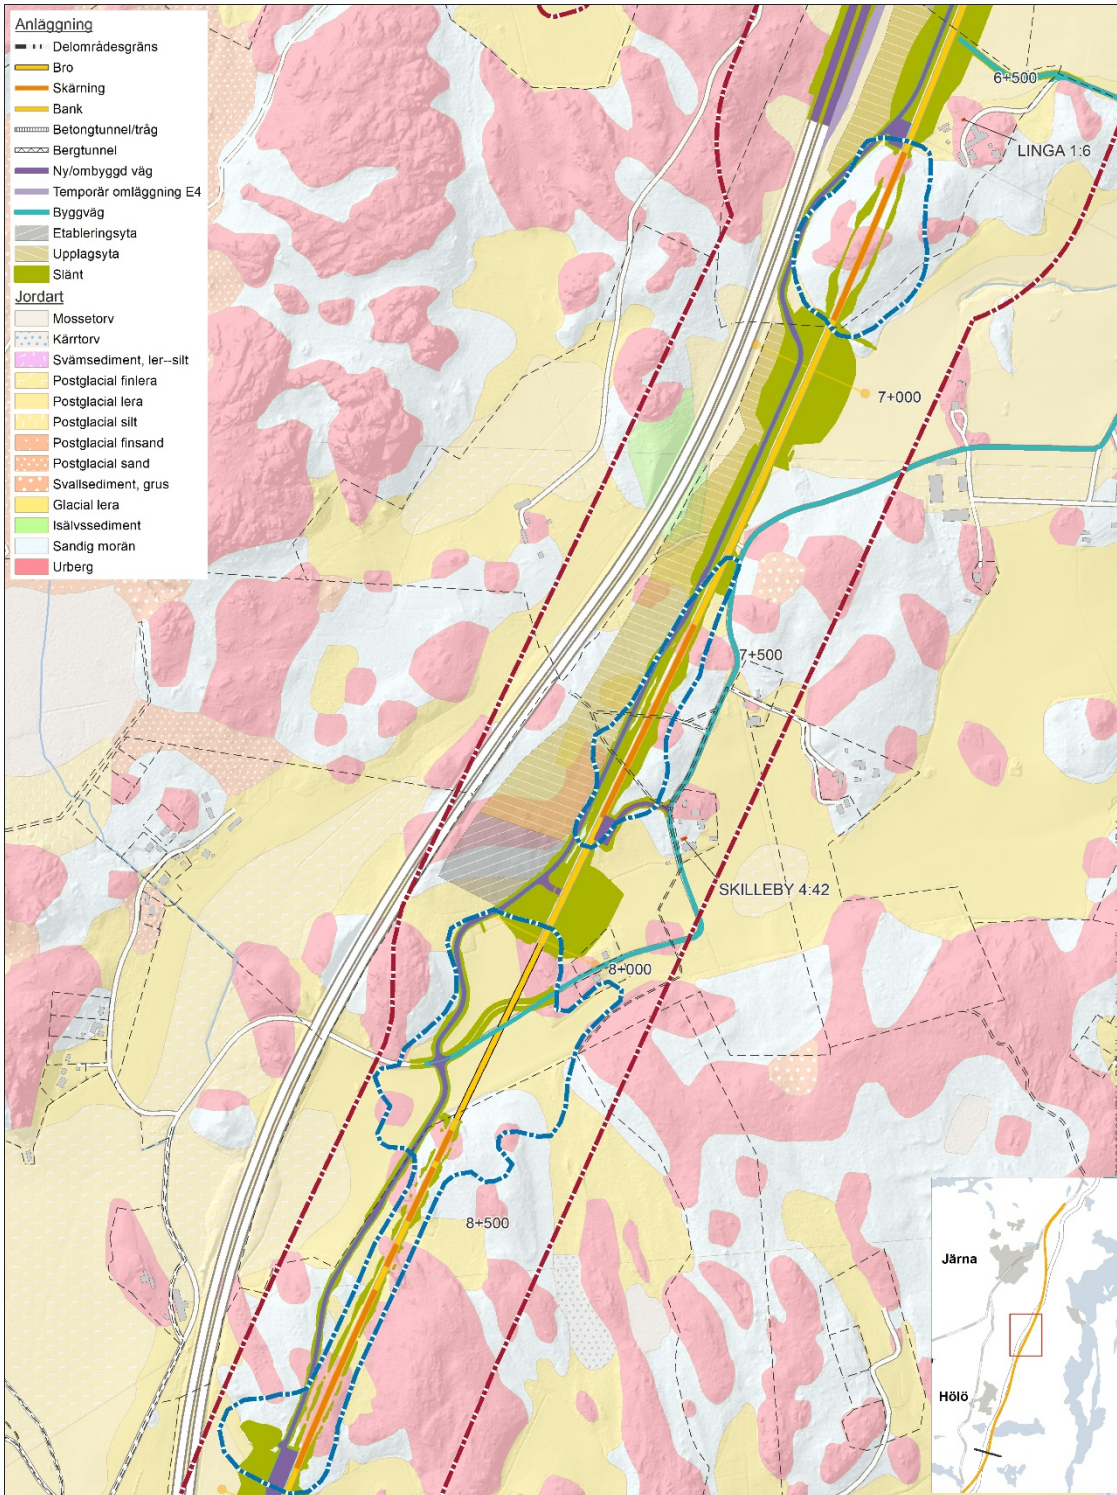 Anläggning
Delområdesgräns
Bro
Skärning
Bank
Betongtunnel/tråg
Bergtunnel
Ny/ombyggd väg
Temporär omläggning E4
Byggväg
Etableringsyta
Upplagsyta
Slänt
Jordart
Mossetorv
Kärrtorv
Svämsediment, ler--silt
Postglacial finlera
Postglacial lera
Postglacial silt
Postglacial finsand
Postglacial sand
Svallsediment, grus
Glacial lera
Isälvssediment
Sandig morän
Urberg
6+500
LINGA 1:6
7+000
7+500
SKILLEBY 4:42
8+000
8+500
Järna
Hölö